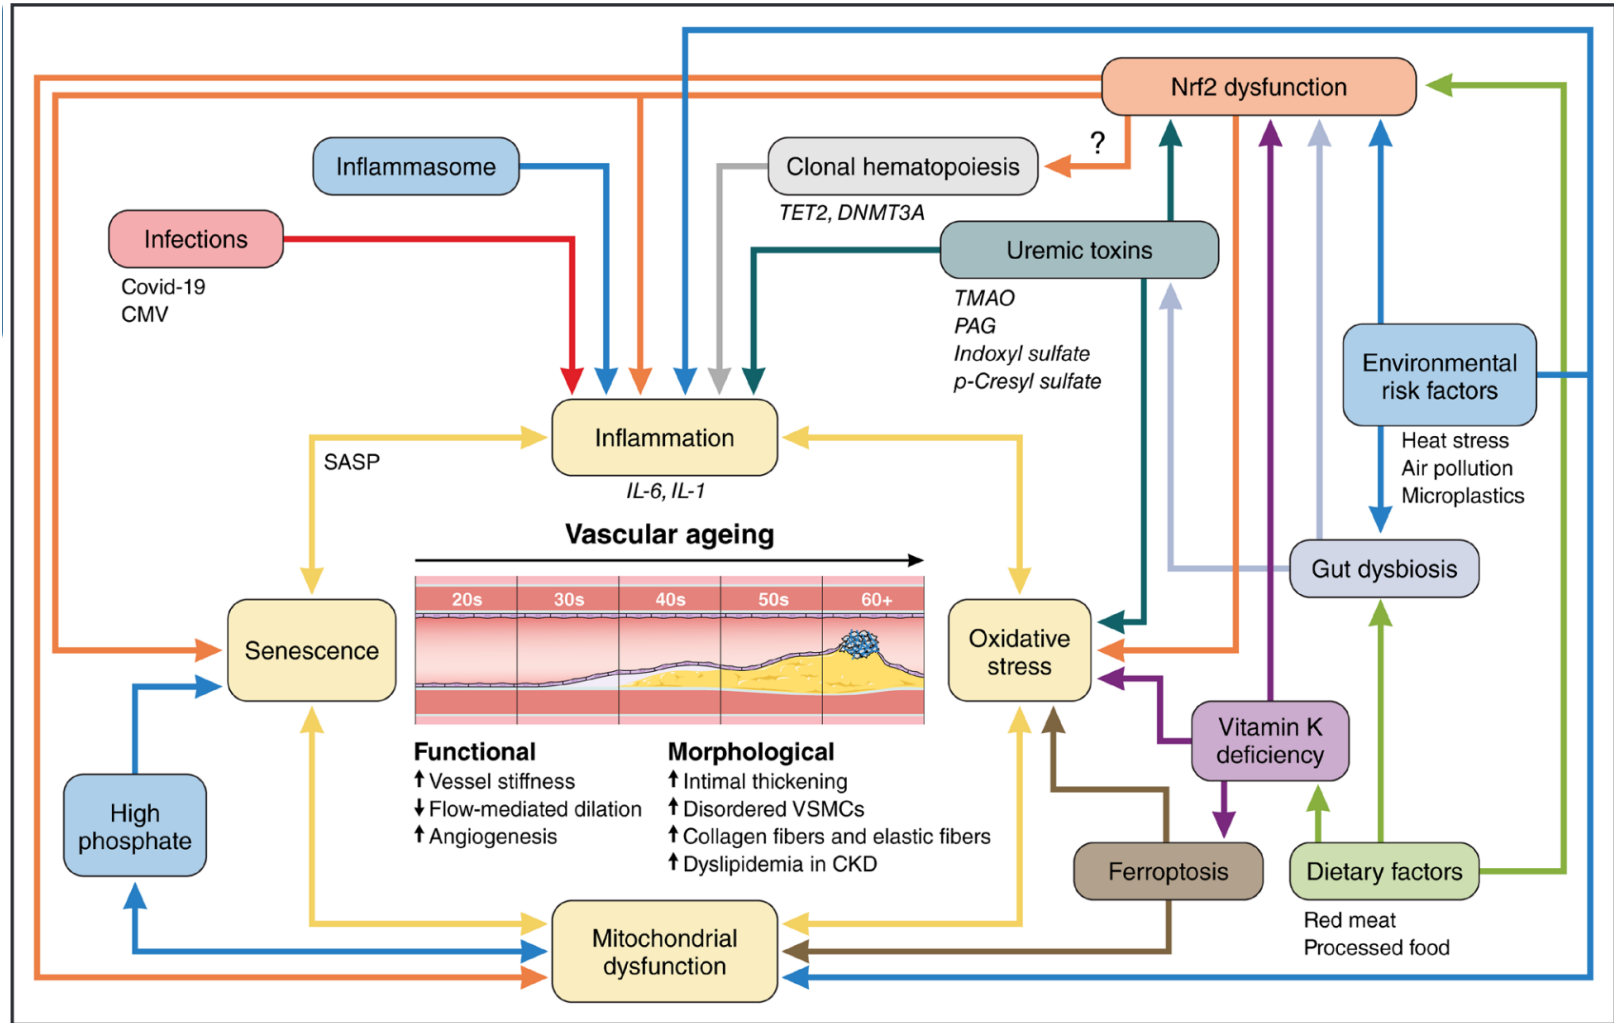 Nrf2 dysfunction
?
Inflammasome
Clonal hematopoiesis
TET2, DNMT3A
Infections
Covid-19
CMV
Uremic toxins
TMAO
PAG
Indoxyl sulfate
p-Cresyl sulfate
Environmental
risk factors
Heat stress
Air pollution
Microplastics
Inflammation
IL-6, IL-1
SASP
Vascular ageing
20s 30s 40s 50s 60+
Gut dysbiosis
Senescence
Oxidative
stress
Vitamin K
deficiency
Functional
↑ Vessel stiffness
↓ Flow-mediated dilation
↑ Angiogenesis
Morphological
↑ Intimal thickening
↑ Disordered VSMCs
↑ Collagen fibers and elastic fibers
↑ Dyslipidemia in CKD
High
phosphate
Ferroptosis
Dietary factors
Red meat
Processed food
Mitochondrial
dysfunction